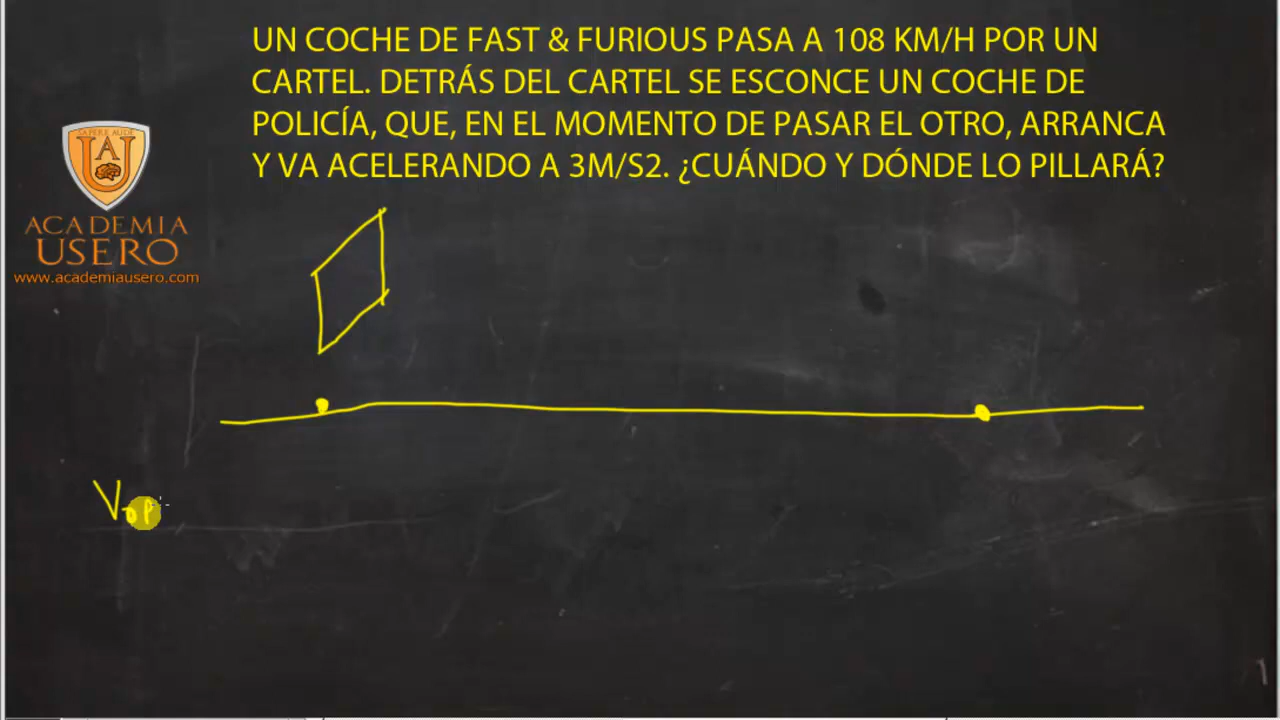 UN COCHE DE FAST & FURIOUS PASA A 108 KM/H POR UN
CARTEL. DETRÁS DEL CARTEL SE ESCONCE UN COCHE DE
POLICÍA, QUE, EN EL MOMENTO DE PASAR EL OTRO, ARRANCA
Y VA ACELERANDO A 3M/S2. ¿CUÁNDO Y DÓNDE LO PILLARÁ?
SAPERE AUDE
UAJ
ACADEMIA
USERO
www.academiausero.com
Vop